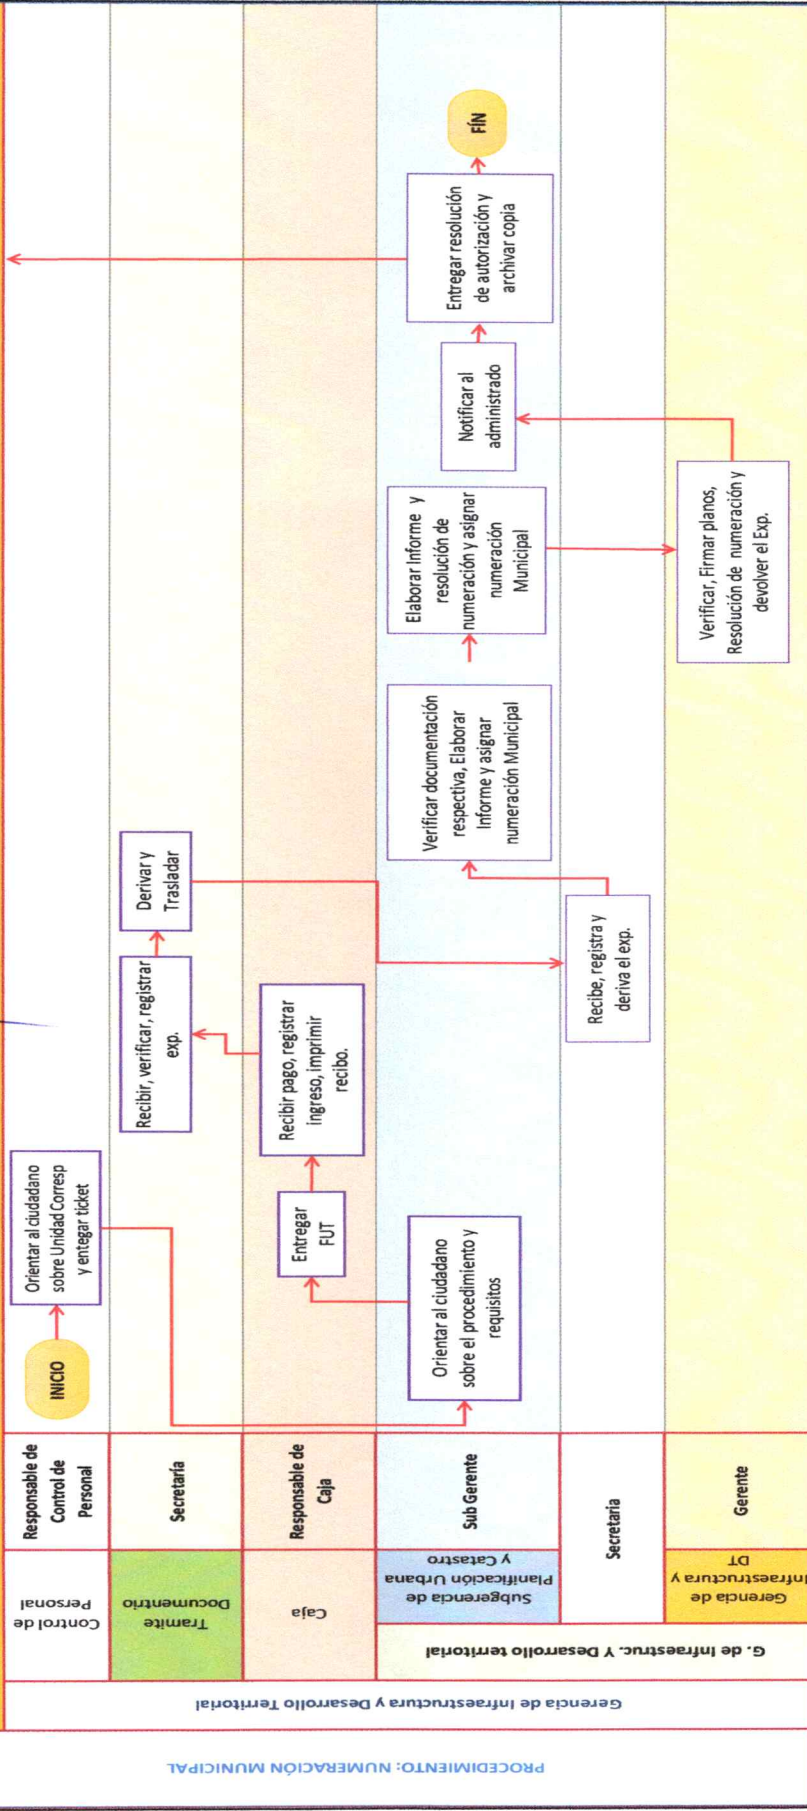 PROCEDIMIENTO: NUMERACIÓN MUNICIPAL
Gerencia de Infraestructura y Desarrollo Territorial
Control de
Personal
Responsable de
Control de
Personal
INICIO
Orientar al ciudadano
sobre Unidad Corresp
y entegar ticket
Tramite
Documentrio
Secretaría
Recibir, verificar, registrar
exp.
Derivar y
Trasladar
Caja
Responsable de
Caja
Entregar
FUT
Recibir pago, registrar
ingreso, imprimir
recibo.
G. de Infraestruc. Y Desarrollo territorial
Subgerencia de
Planificación Urbana
y Catastro
Sub Gerente
Orientar al ciudadano
sobre el procedimiento y
requisitos
Verificar documentación
respectiva, Elaborar
Informe y asignar
numeración Municipal
Elaborar Informe y
resolución de
numeración y asignar
numeración
Municipal
Notificar al
administrado
Entregar resolución
de autorización y
archivar copia
FÍN
Secretaria
Recibe, registra y
deriva el exp.
Gerencia de
Infraestructura y
DT
Gerente
Verificar, Firmar planos,
Resolución de numeración y
devolver el Exp.